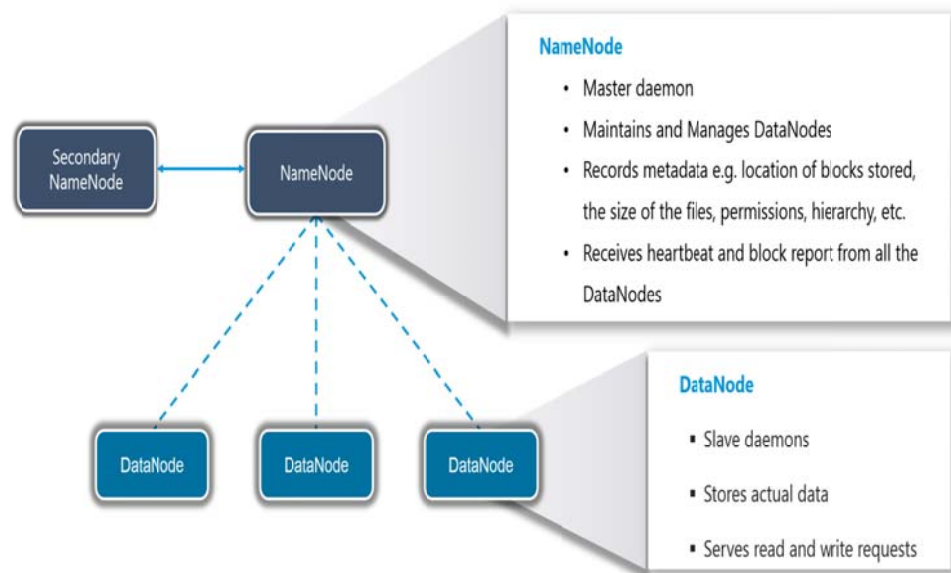 NameNode
• Master daemon
• Maintains and Manages DataNodes
• Records metadata e.g. location of blocks stored,
the size of the files, permissions, hierarchy, etc.
• Receives heartbeat and block report from all the
DataNodes
Secondary
NameNode
NameNode
DataNode
DataNode
DataNode
DataNode
▪ Slave daemons
▪ Stores actual data
▪ Serves read and write requests